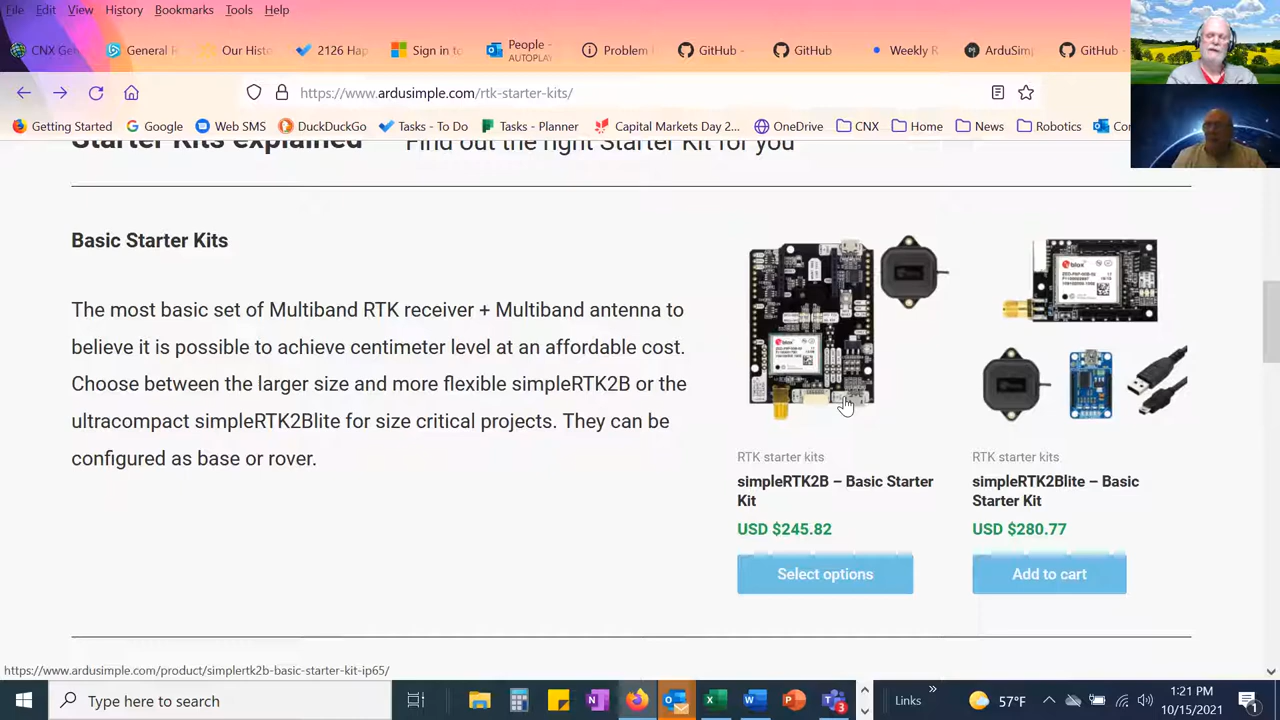 File Edit View History Bookmarks Tools Help
CNX Ge General R Our Hist 2126 Hap Sign in to People - Problem GitHub - GitHub Weekly R ArduSimp GitHub -
AUTOPLAY
https://www.ardusimple.com/rtk-starter-kits/
Getting Started Google Web SMS DuckDuckGo Tasks - To Do Tasks - Planner Capital Markets Day 2... OneDrive CNX Home News Robotics Co
Starter Kits explained Find out the right Starter Kit for you
Basic Starter Kits
The most basic set of Multiband RTK receiver + Multiband antenna to
believe it is possible to achieve centimeter level at an affordable cost.
Choose between the larger size and more flexible simpleRTK2B or the
ultracompact simpleRTK2Blite for size critical projects. They can be
configured as base or rover.
RTK starter kits
simpleRTK2B – Basic Starter
Kit
USD $245.82
Select options
RTK starter kits
simpleRTK2Blite – Basic
Starter Kit
USD $280.77
Add to cart
https://www.ardusimple.com/product/simplertk2b-basic-starter-kit-ip65/
Type here to search
Links
57°F
1:21 PM
10/15/2021